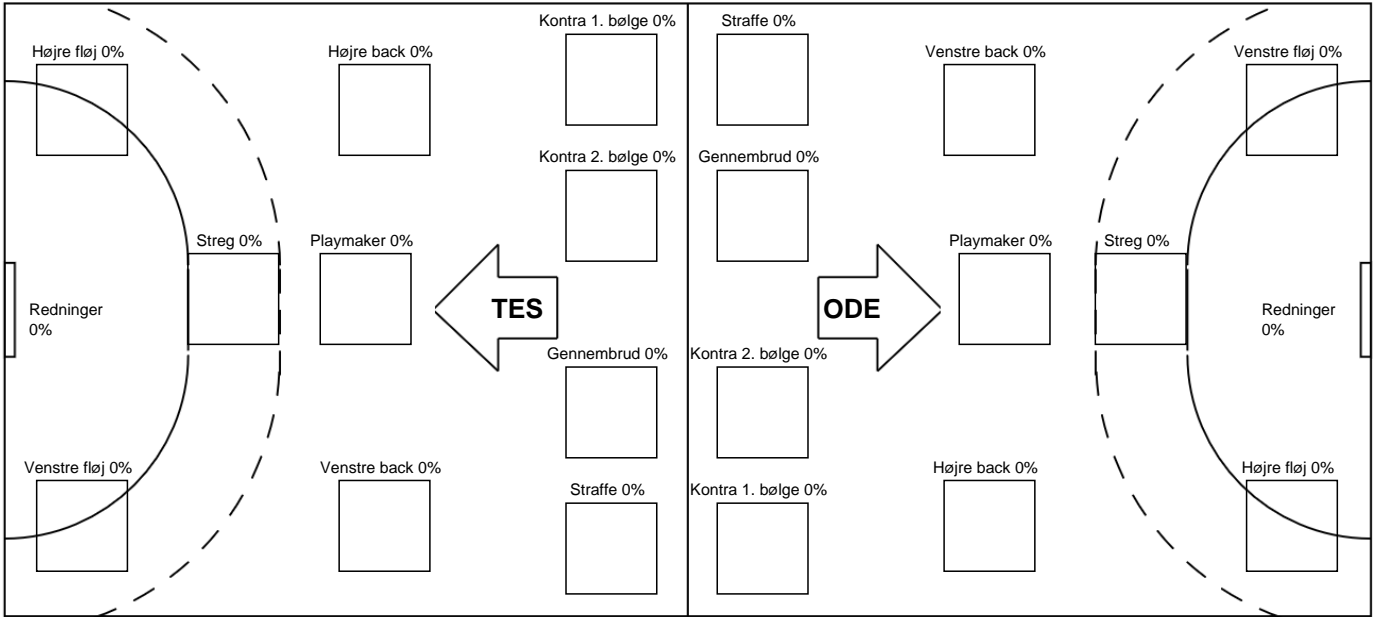 Kontra 1. bølge 0%
Straffe 0%
Højre fløj 0%
Højre back 0%
Venstre back 0%
Venstre fløj 0%
Kontra 2. bølge 0%
Gennembrud 0%
Streg 0%
Playmaker 0%
Playmaker 0%
Streg 0%
TES
ODE
Redninger
0%
Redninger
0%
Gennembrud 0%
Kontra 2. bølge 0%
Venstre fløj 0%
Venstre back 0%
Højre back 0%
Højre fløj 0%
Straffe 0%
Kontra 1. bølge 0%